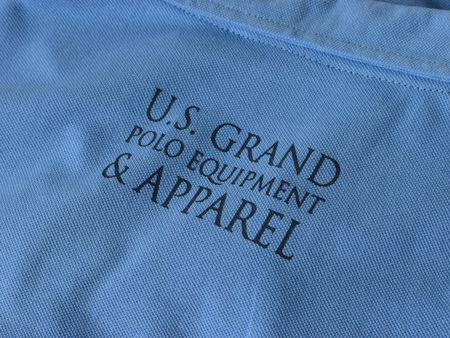 U.S. GRAND
POLO EQUIPMENT
& APPAREL